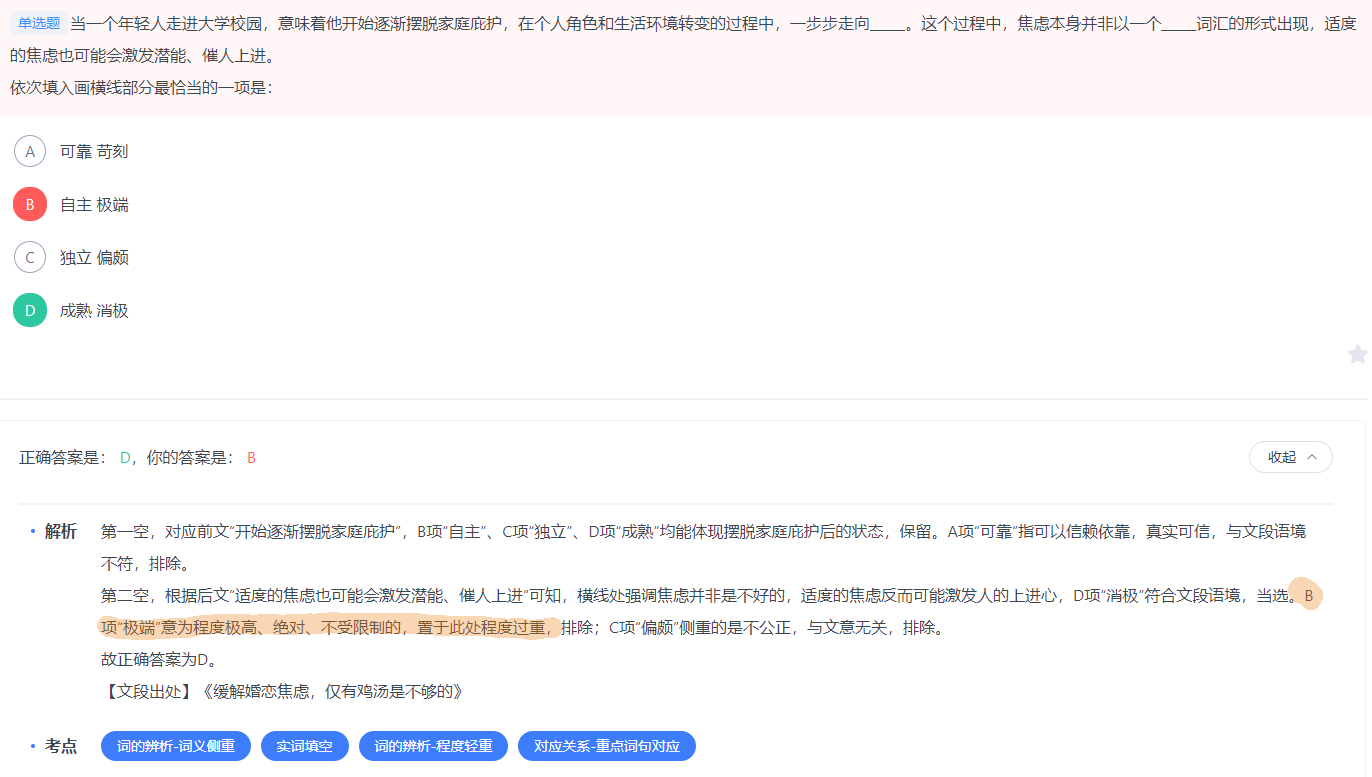 单选题 当一个年轻人走进大学校园，意味着他开始逐渐摆脱家庭庇护，在个人角色和生活环境转变的过程中，一步步走向_____。这个过程中，焦虑本身并非以一个_____词汇的形式出现，适度
的焦虑也可能会激发潜能、催人上进。
依次填入画横线部分最恰当的一项是：
A 可靠 苛刻
B 自主 极端
C 独立 偏颇
D 成熟 消极
正确答案是： D，你的答案是： B
收起
解析 第一空，对应前文“开始逐渐摆脱家庭庇护”，B项“自主”、C项“独立”、D项“成熟”均能体现摆脱家庭庇护后的状态，保留。A项“可靠”指可以信赖依靠，真实可信，与文段语境
不符，排除。
第二空，根据后文“适度的焦虑也可能会激发潜能、催人上进”可知，横线处强调焦虑并非是不好的，适度的焦虑反而可能激发人的上进心，D项“消极”符合文段语境，当选。B
项“极端”意为程度极高、绝对、不受限制的，置于此处程度过重，排除；C项“偏颇”侧重的是不公正，与文意无关，排除。
故正确答案为D。
【文段出处】《缓解婚恋焦虑，仅有鸡汤是不够的》
考点 词的辨析-词义侧重 实词填空 词的辨析-程度轻重 对应关系-重点词句对应